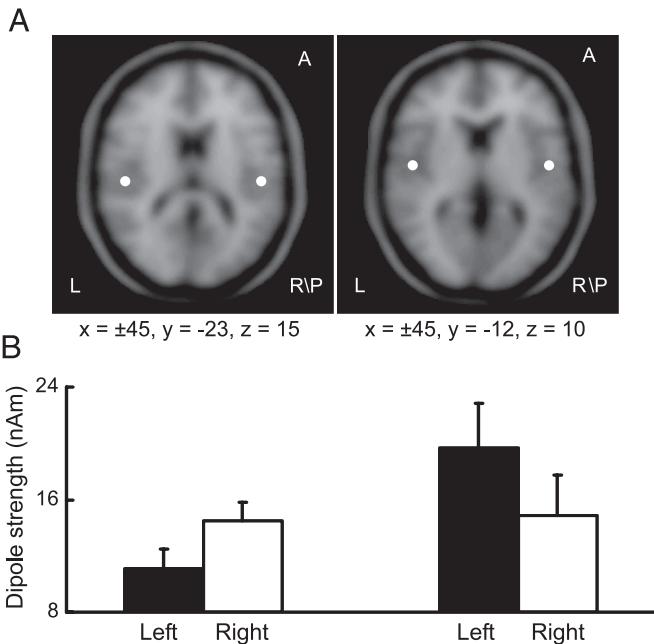 A
A
A
L
R\P
L
R\P
x = ±45, y = -23, z = 15
x = ±45, y = -12, z = 10
B
Dipole strength (nAm)
24
16
8
Left
Right
Left
Right